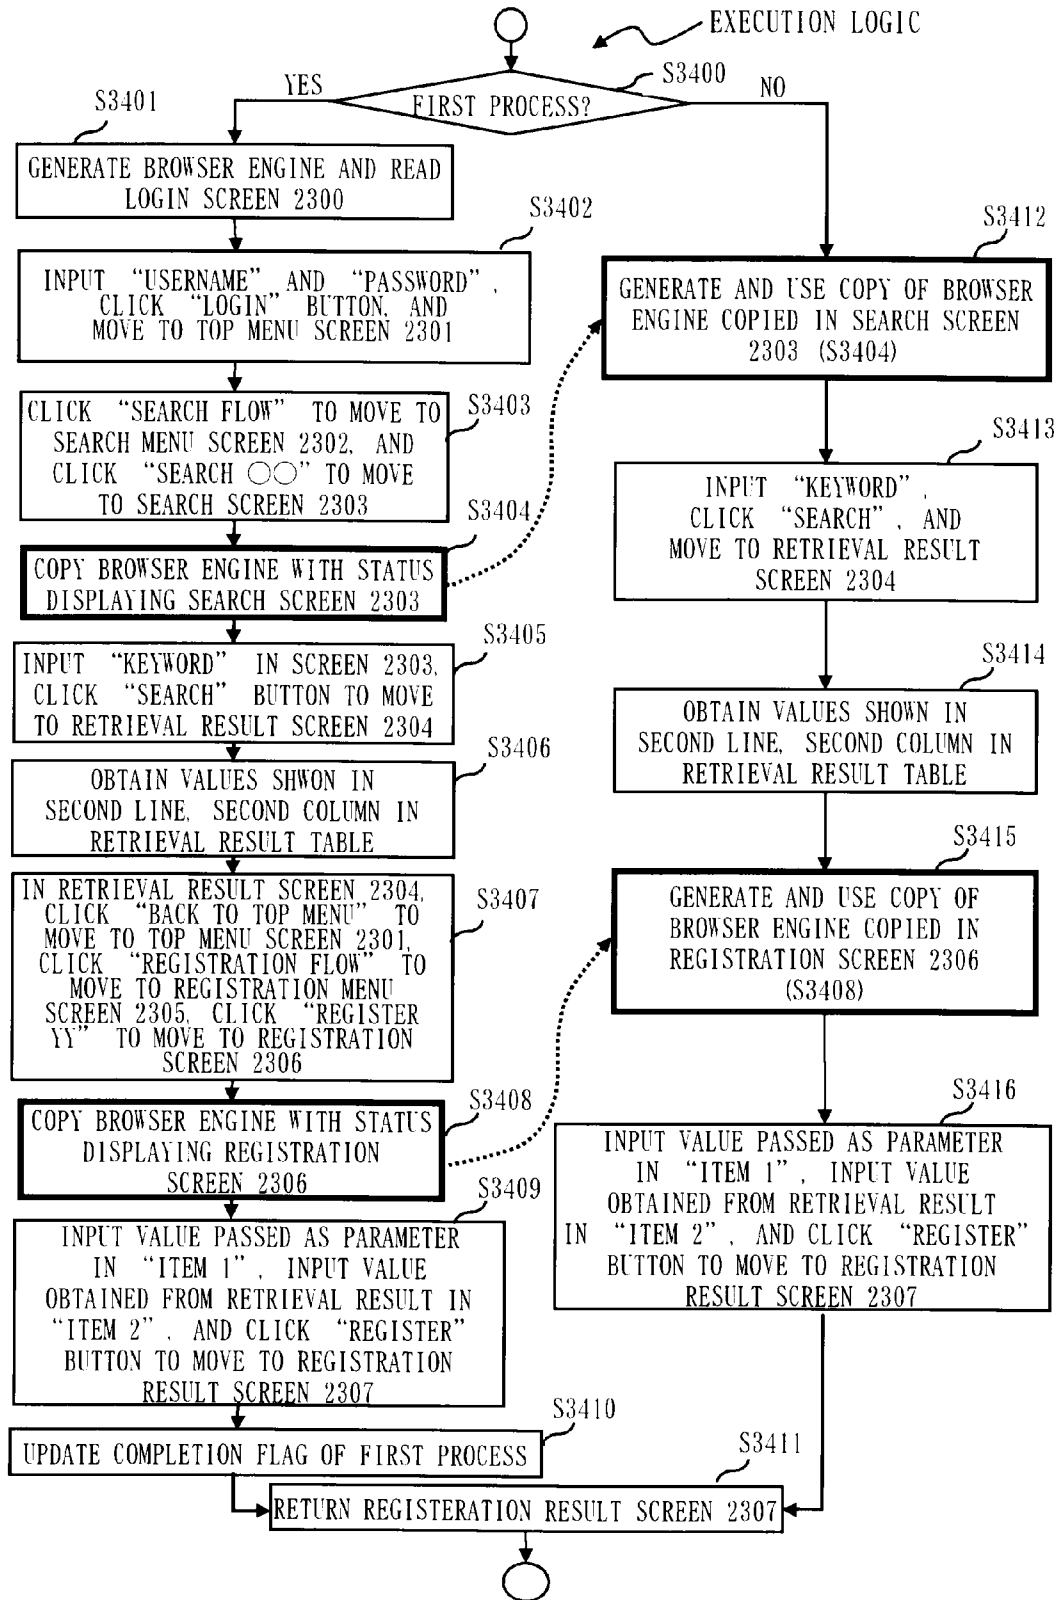 EXECUTION LOGIC
S3400
YES
FIRST PROCESS?
NO
S3401
GENERATE BROWSER ENGINE AND READ
LOGIN SCREEN 2300
S3402
INPUT “USERNAME” AND “PASSWORD”,
CLICK “LOGIN” BUTTON, AND
MOVE TO TOP MENU SCREEN 2301
S3403
CLICK “SEARCH FLOW” TO MOVE TO
SEARCH MENU SCREEN 2302, AND
CLICK “SEARCH ○○” TO MOVE
TO SEARCH SCREEN 2303
S3404
COPY BROWSER ENGINE WITH STATUS
DISPLAYING SEARCH SCREEN 2303
S3405
INPUT “KEYWORD” IN SCREEN 2303,
CLICK “SEARCH” BUTTON TO MOVE
TO RETRIEVAL RESULT SCREEN 2304
S3406
OBTAIN VALUES SHWON IN
SECOND LINE, SECOND COLUMN IN
RETRIEVAL RESULT TABLE
S3407
IN RETRIEVAL RESULT SCREEN 2304,
CLICK “BACK TO TOP MENU” TO
MOVE TO TOP MENU SCREEN 2301,
CLICK “REGISTRATION FLOW” TO
MOVE TO REGISTRATION MENU
SCREEN 2305, CLICK “REGISTER
YY” TO MOVE TO REGISTRATION
SCREEN 2306
S3408
COPY BROWSER ENGINE WITH STATUS
DISPLAYING REGISTRATION
SCREEN 2306
S3409
INPUT VALUE PASSED AS PARAMETER
IN “ITEM 1”, INPUT VALUE
OBTAINED FROM RETRIEVAL RESULT IN
“ITEM 2”, AND CLICK “REGISTER”
BUTTON TO MOVE TO REGISTRATION
RESULT SCREEN 2307
S3410
UPDATE COMPLETION FLAG OF FIRST PROCESS
S3412
GENERATE AND USE COPY OF BROWSER
ENGINE COPIED IN SEARCH SCREEN
2303 (S3404)
S3413
INPUT “KEYWORD”,
CLICK “SEARCH”, AND
MOVE TO RETRIEVAL RESULT
SCREEN 2304
S3414
OBTAIN VALUES SHOWN IN
SECOND LINE, SECOND COLUMN IN
RETRIEVAL RESULT TABLE
S3415
GENERATE AND USE COPY OF
BROWSER ENGINE COPIED IN
REGISTRATION SCREEN 2306
(S3408)
S3416
INPUT VALUE PASSED AS PARAMETER
IN “ITEM 1”, INPUT VALUE
OBTAINED FROM RETRIEVAL RESULT
IN “ITEM 2”, AND CLICK “REGISTER”
BUTTON TO MOVE TO REGISTRATION
RESULT SCREEN 2307
S3411
RETURN REGISTERATION RESULT SCREEN 2307